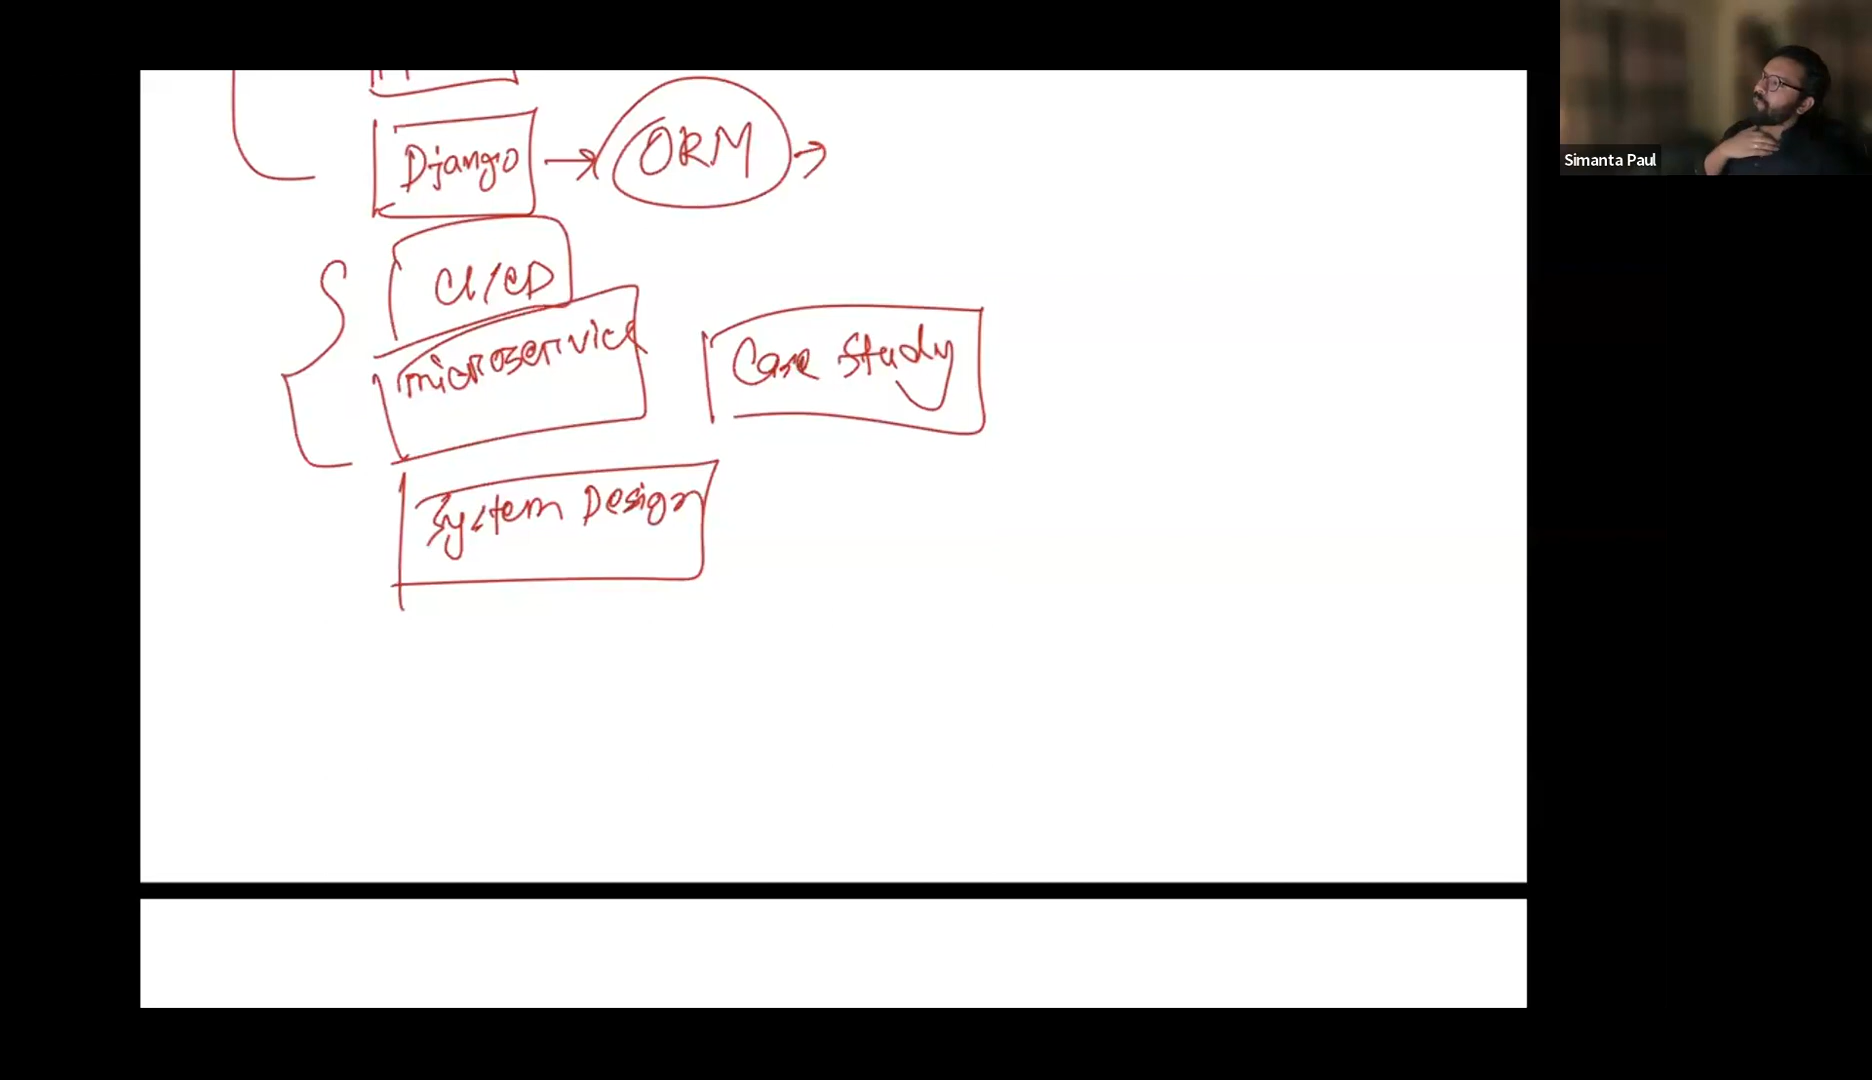 Django → ORM →
CI/CD
microservice
Case Study
System Design
Simanta Paul